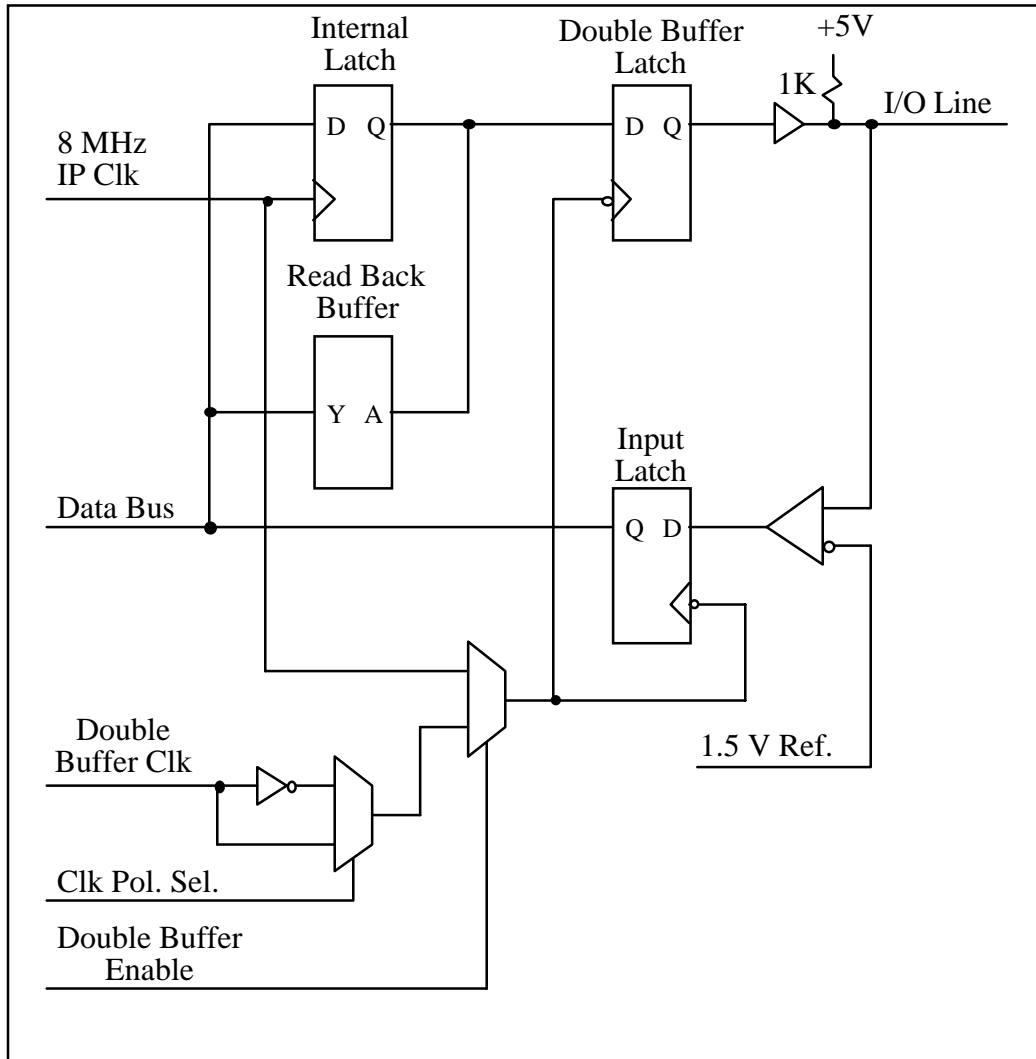 Internal
Latch
Double Buffer
Latch
+5V
1K
I/O Line
D Q
D Q
8 MHz
IP Clk
Read Back
Buffer
Y A
Input
Latch
Data Bus
Q D
Double
Buffer Clk
1.5 V Ref.
Clk Pol. Sel.
Double Buffer
Enable